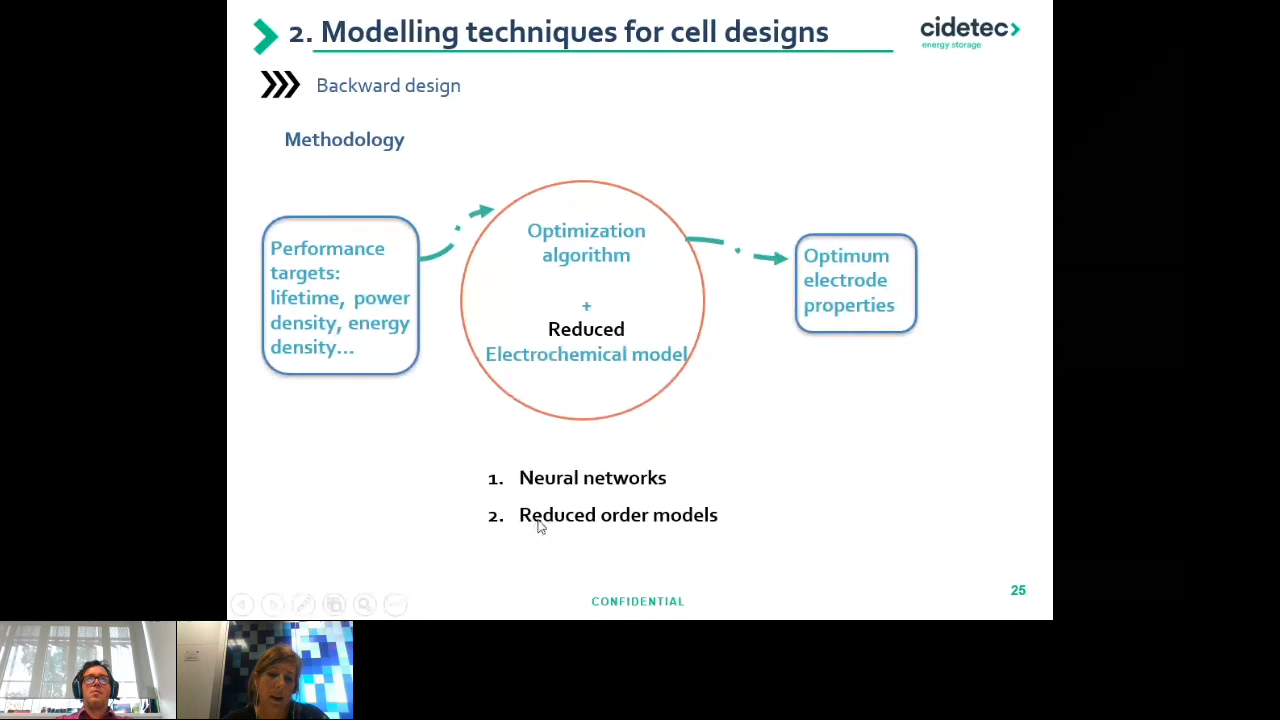 2. Modelling techniques for cell designs
cidetec
energy storage
Backward design
Methodology
Performance
targets:
lifetime, power
density, energy
density...
Optimization
algorithm
+
Reduced
Electrochemical model
Optimum
electrode
properties
1. Neural networks
2. Reduced order models
CONFIDENTIAL
25